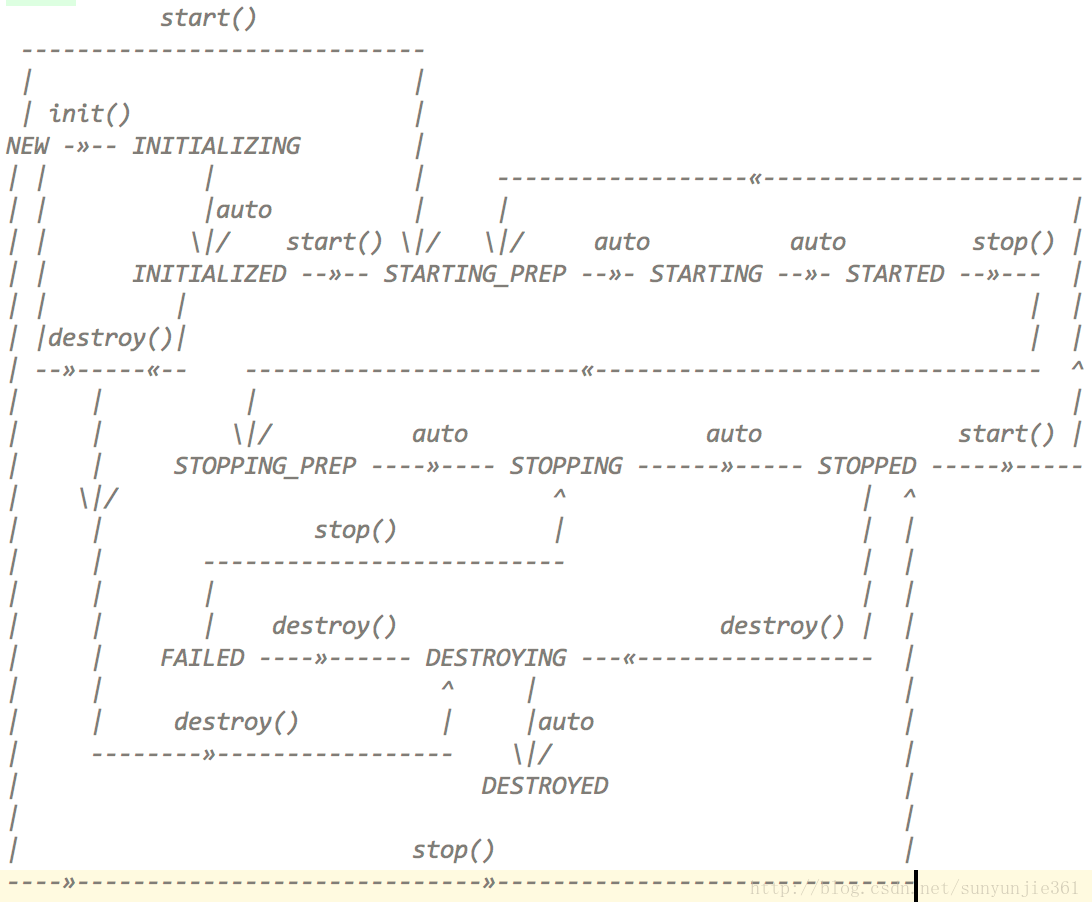 start()
-----------------------------
| |
| init() |
NEW -»-- INITIALIZING |
| | | | ------------------«-----------------------
| | |auto | | |
| | \|/ start() \|/ \|/ auto auto stop() |
| | INITIALIZED --»-- STARTING_PREP --»- STARTING --»- STARTED --»--- |
| | | | |
| |destroy()| | |
| --»-----«-- ------------------------«-------------------------------- ^
| | | |
| | \|/ auto auto start() |
| | STOPPING_PREP ----»---- STOPPING ------»----- STOPPED -----»-----
| \|/ ^ | ^
| | stop() | | |
| | -------------------------- | |
| | | | |
| | | destroy() destroy() | |
| | FAILED ----»------ DESTROYING ---«----------------- |
| | ^ | |
| | destroy() | |auto |
| --------»----------------- \|/ |
| DESTROYED |
| |
| stop() |
----»-----------------------------»------------------------------
http://blog.csdn.net/sunyunjie361